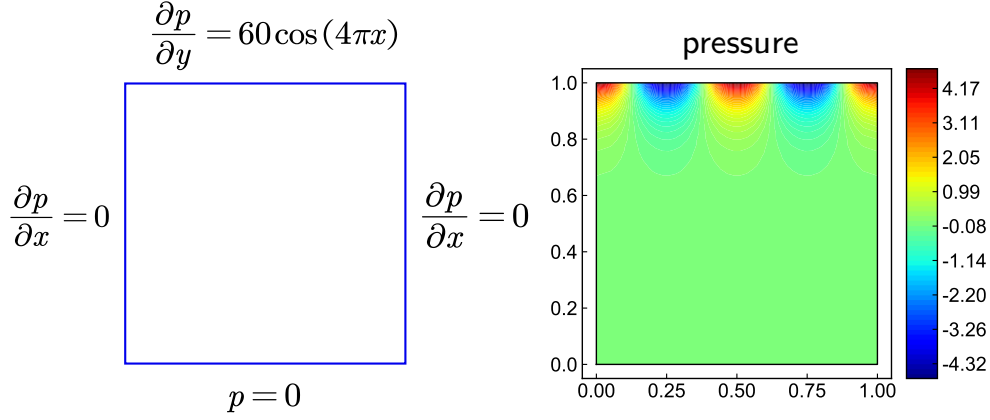 ∂p/∂y = 60cos(4πx)
∂p/∂x = 0
∂p/∂x = 0
p = 0
pressure
1.0
0.8
0.6
0.4
0.2
0.0
0.00 0.25 0.50 0.75 1.00
4.17
3.11
2.05
0.99
-0.08
-1.14
-2.20
-3.26
-4.32